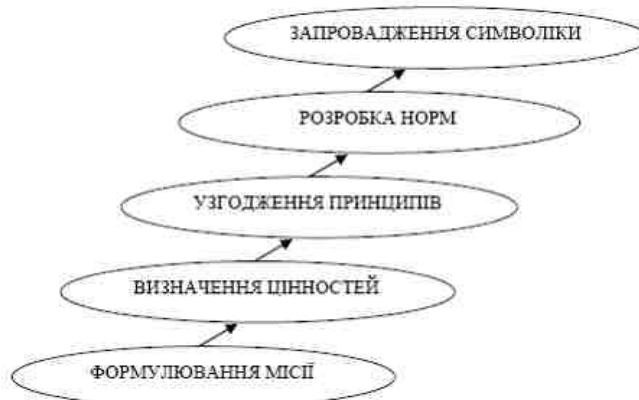 ЗАПРОВАДЖЕННЯ СИМВОЛІКИ
РОЗРОБКА НОРМ
УЗГОДЖЕННЯ ПРИНЦИПІВ
ВИЗНАЧЕННЯ ЦІННОСТЕЙ
ФОРМУЛЮВАННЯ МІСІЇ